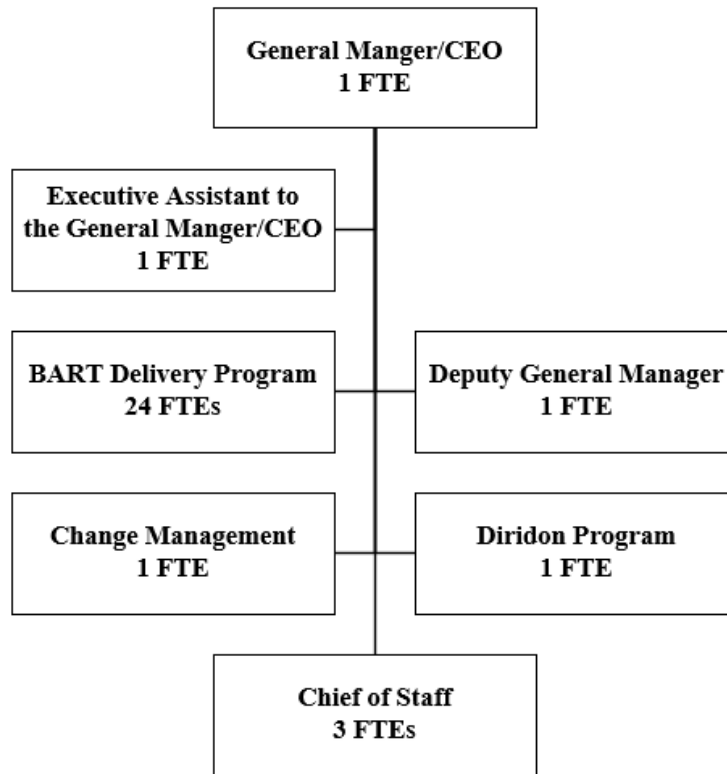 General Manger/CEO
1 FTE
Executive Assistant to
the General Manger/CEO
1 FTE
BART Delivery Program
24 FTEs
Deputy General Manager
1 FTE
Change Management
1 FTE
Diridon Program
1 FTE
Chief of Staff
3 FTEs